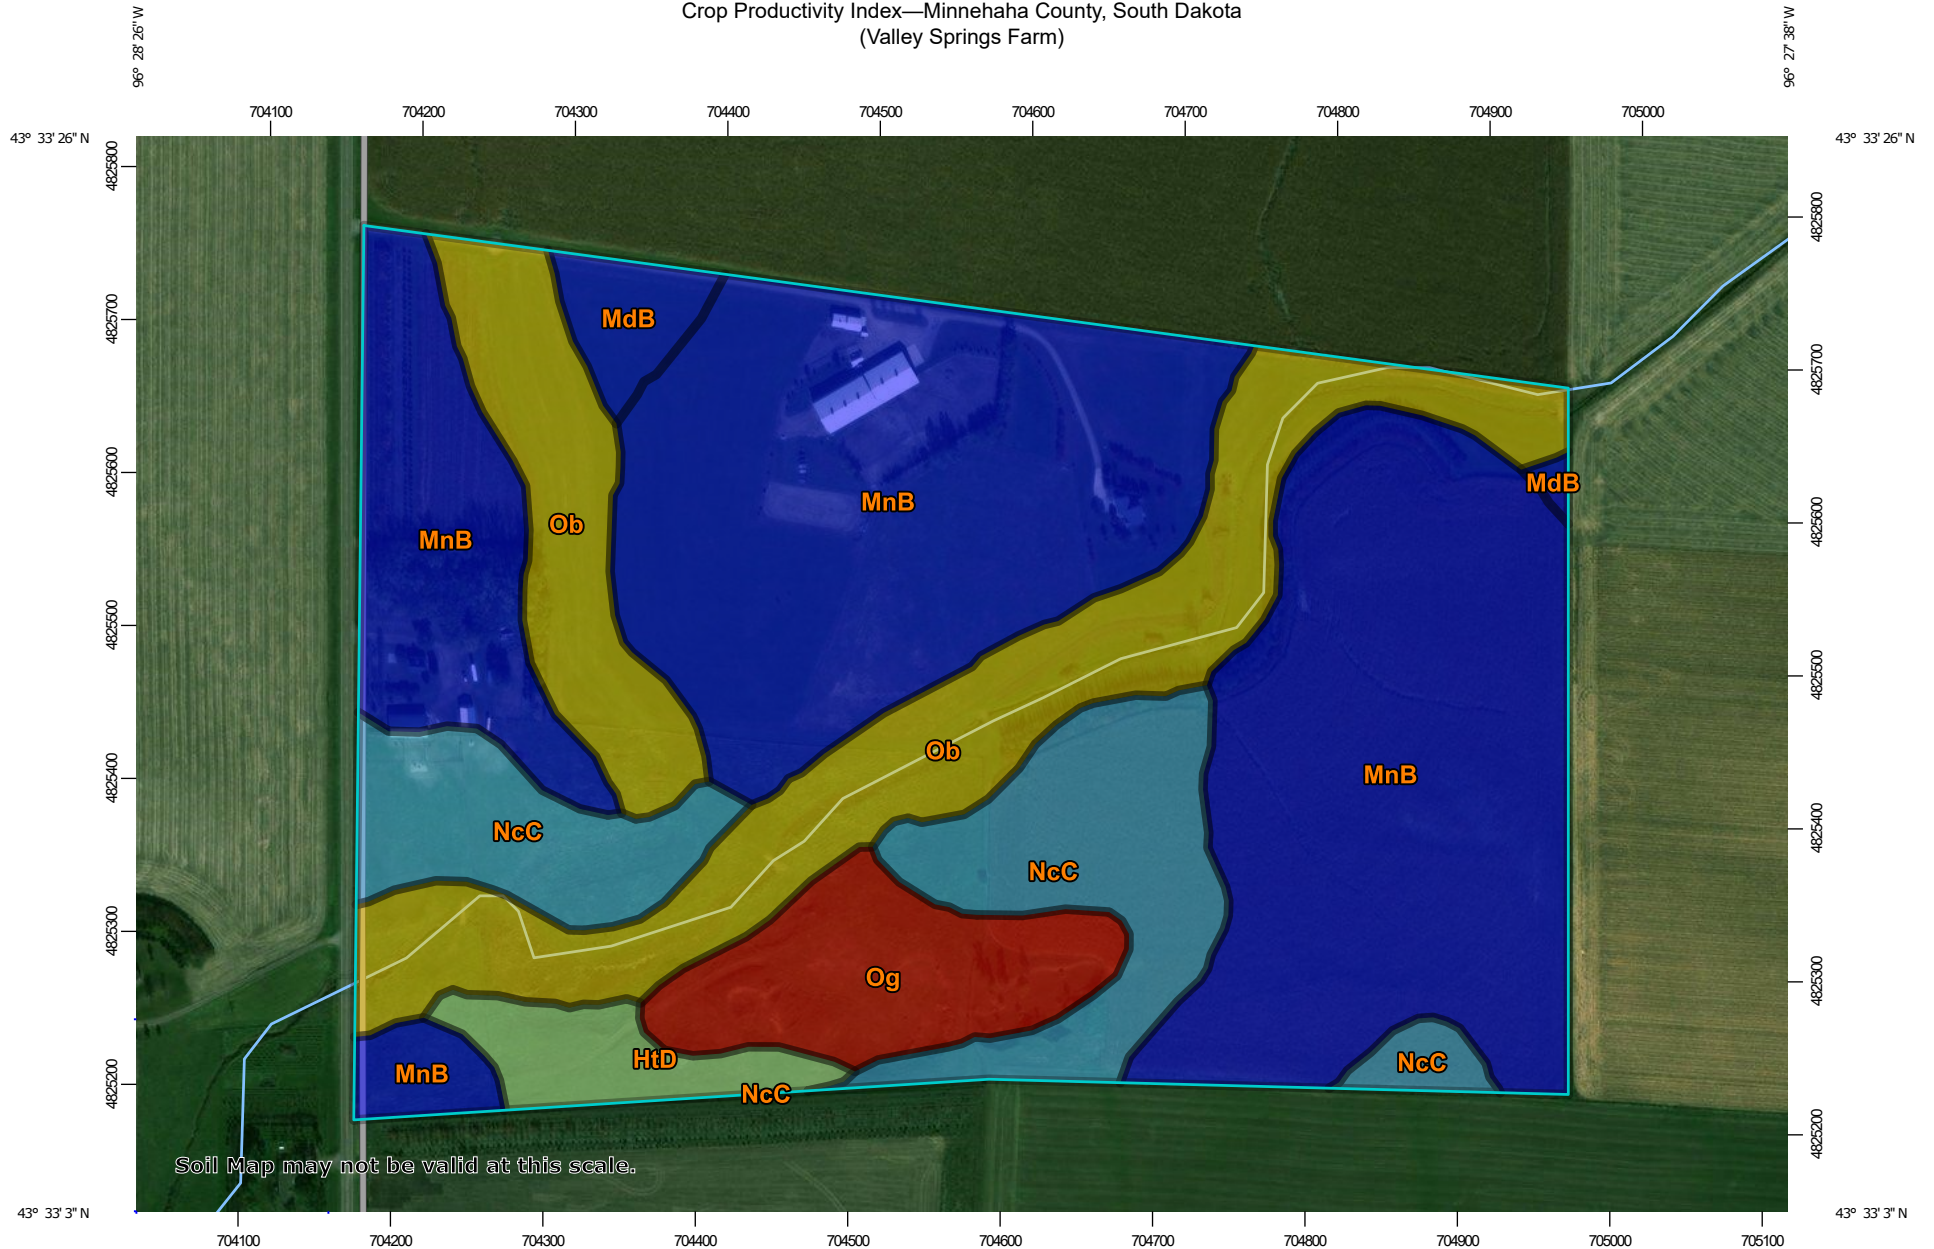 Crop Productivity Index—Minnehaha County, South Dakota
(Valley Springs Farm)
96° 28' 26'' W
96° 27' 38'' W
704100 704200 704300 704400 704500 704600 704700 704800 704900 705000
43° 33' 26'' N
43° 33' 26'' N
4825800
4825800
4825700
MdB
4825700
4825600
MdB
MnB
4825600
Ob
MnB
4825500
4825500
Ob
MnB
4825400
NcC
4825400
NcC
4825300
Og
4825300
HtD
NcC
MnB
4825200
NcC
4825200
Soil Map may not be valid at this scale.
43° 33' 3'' N
43° 33' 3'' N
704100 704200 704300 704400 704500 704600 704700 704800 704900 705000 705100